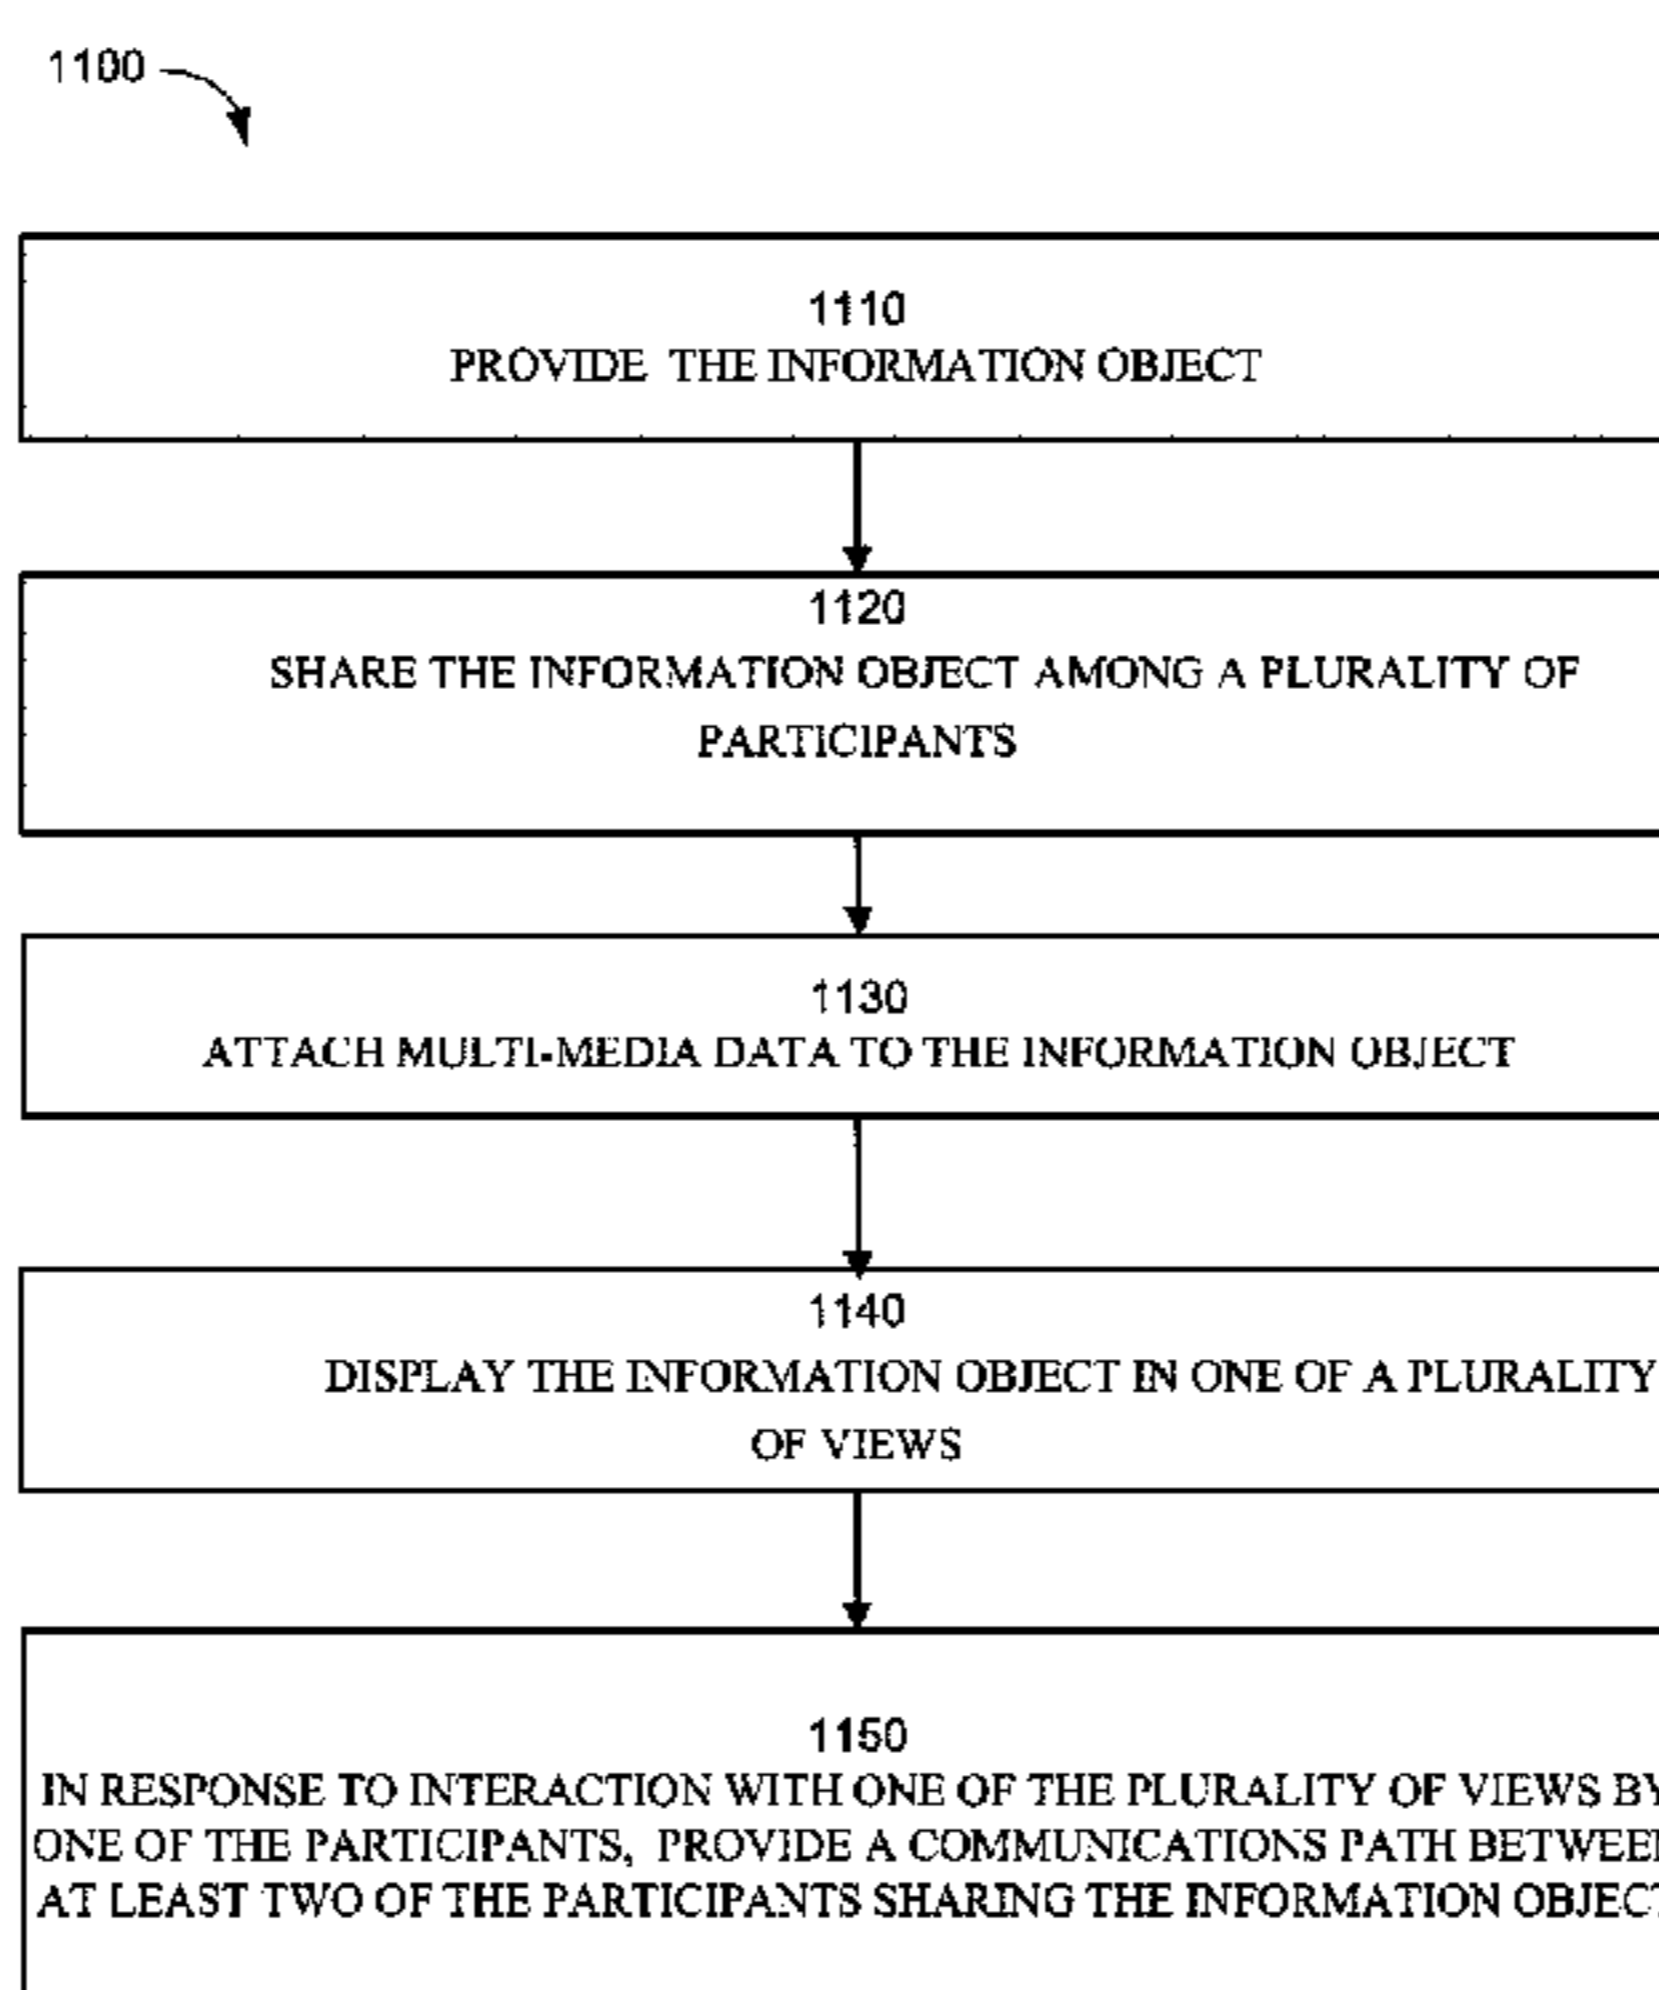 1100
1110
PROVIDE THE INFORMATION OBJECT
1120
SHARE THE INFORMATION OBJECT AMONG A PLURALITY OF
PARTICIPANTS
1130
ATTACH MULTI-MEDIA DATA TO THE INFORMATION OBJECT
1140
DISPLAY THE INFORMATION OBJECT IN ONE OF A PLURALITY
OF VIEWS
1150
IN RESPONSE TO INTERACTION WITH ONE OF THE PLURALITY OF VIEWS BY
ONE OF THE PARTICIPANTS, PROVIDE A COMMUNICATIONS PATH BETWEEN
AT LEAST TWO OF THE PARTICIPANTS SHARING THE INFORMATION OBJECT